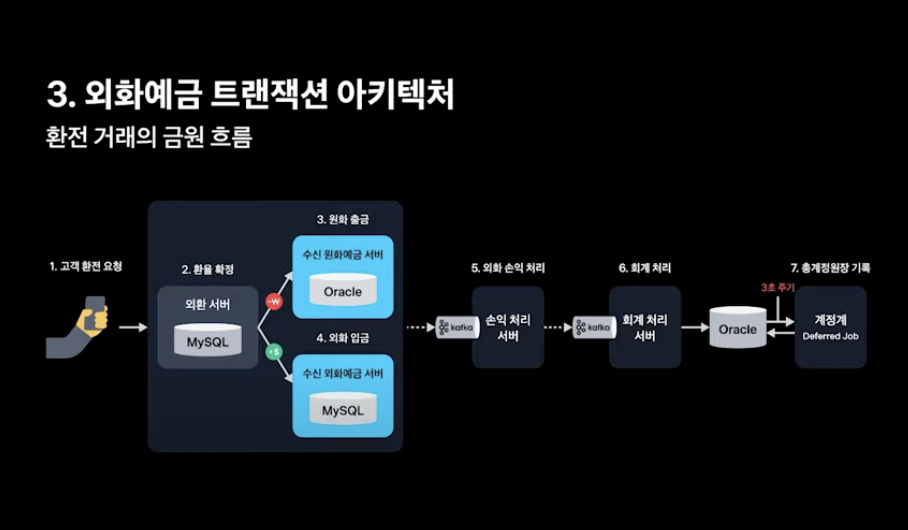 3. 외화예금 트랜잭션 아키텍처
환전 거래의 금원 흐름
1. 고객 환전 요청
2. 환율 확정
외환 서버
MySQL
3. 원화 출금
수신 원화예금 서버
Oracle
-₩
+$
4. 외화 입금
수신 외화예금 서버
MySQL
5. 외화 손익 처리
kafka
손익 처리
서버
6. 회계 처리
kafka
회계 처리
서버
Oracle
7. 총계정원장 기록
3초 주기
계정계
Deferred Job